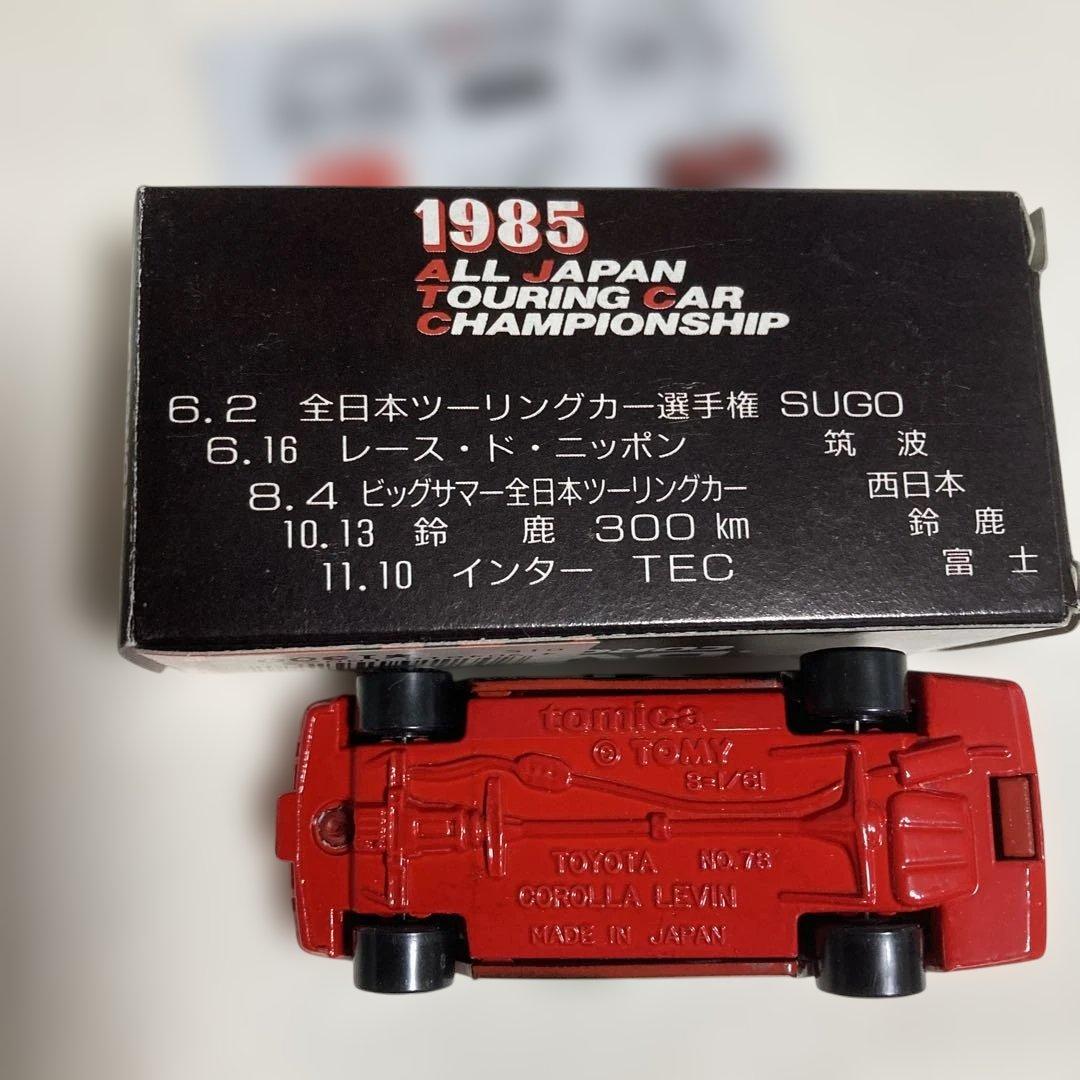 1985
ALL JAPAN
TOURING CAR
CHAMPIONSHIP
6.2 全日本ツーリングカー選手権 SUGO
6.16 レース・ド・ニッポン 筑波
8.4 ビッグサマー全日本ツーリングカー 西日本
10.13 鈴鹿 300 km 鈴鹿
11.10 インター TEC 富士
tomica
© TOMY
S=1/61
TOYOTA NO.78
COROLLA LEVIN
MADE IN JAPAN